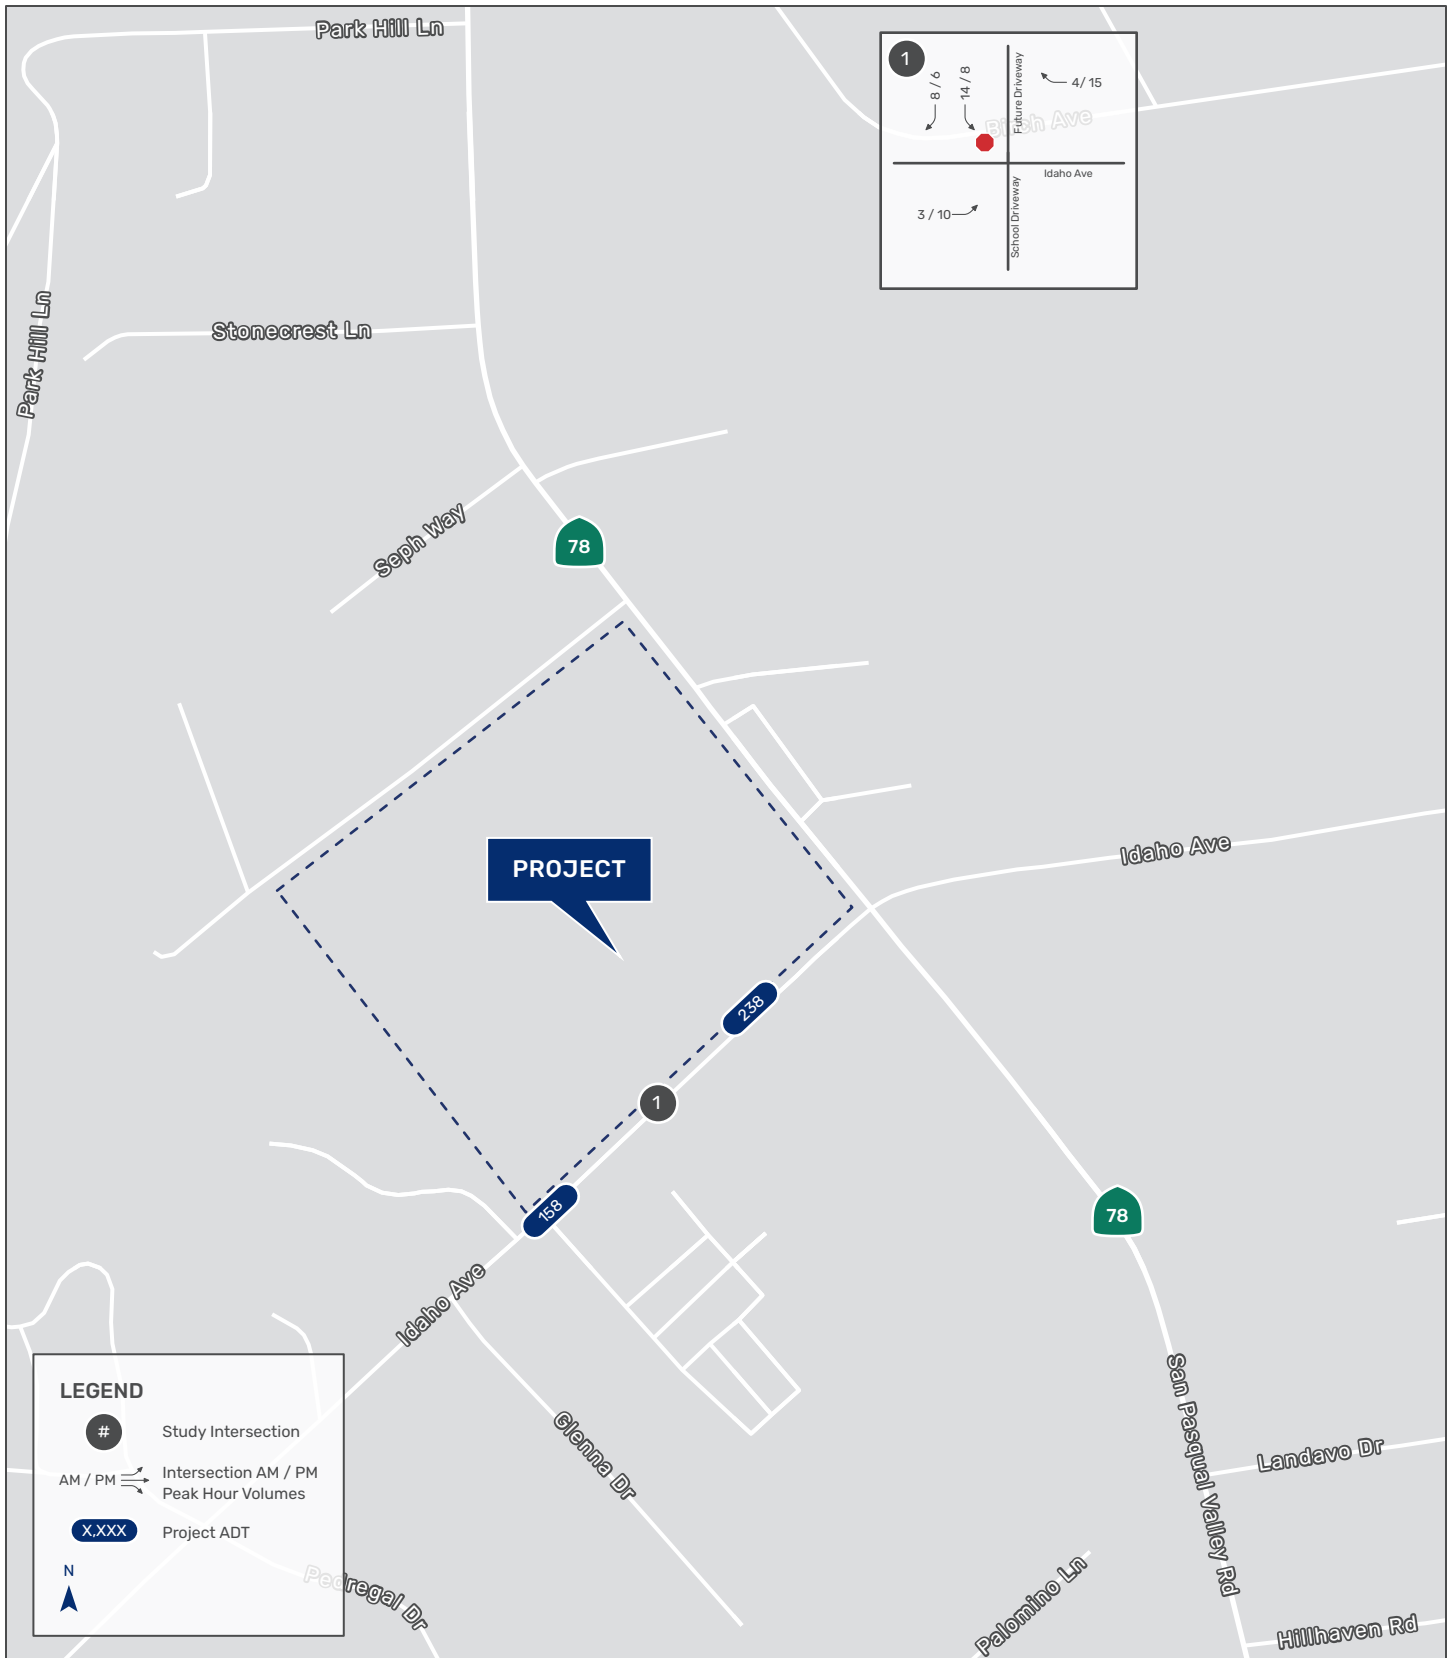 Park Hill Ln
1
8 / 6
14 / 8
Future Driveway
4/ 15
Birch Ave
Idaho Ave
School Driveway
3 / 10
Park Hill Ln
Stonecrest Ln
Seph Way
78
PROJECT
Idaho Ave
238
1
158
78
Idaho Ave
Glenna Dr
San Pasqual Valley Rd
Landavo Dr
Palomino Ln
Hillhaven Rd
Pedregal Dr
LEGEND
# Study Intersection
AM / PM Intersection AM / PM
Peak Hour Volumes
X,XXX Project ADT
N